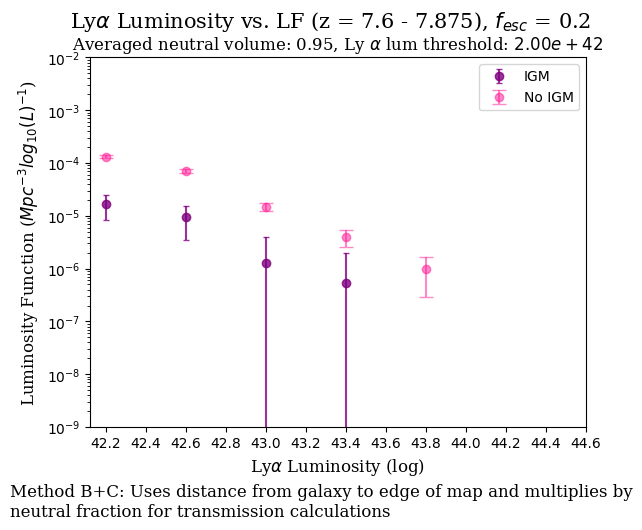 Lyα Luminosity vs. LF (z = 7.6 - 7.875), f_esc = 0.2
Averaged neutral volume: 0.95, Ly α lum threshold: 2.00e + 42
IGM
No IGM
Luminosity Function (Mpc⁻³log₁₀(L)⁻¹)
10⁻²
10⁻³
10⁻⁴
10⁻⁵
10⁻⁶
10⁻⁷
10⁻⁸
10⁻⁹
42.2 42.4 42.6 42.8 43.0 43.2 43.4 43.6 43.8 44.0 44.2 44.4 44.6
Lyα Luminosity (log)
Method B+C: Uses distance from galaxy to edge of map and multiplies by
neutral fraction for transmission calculations